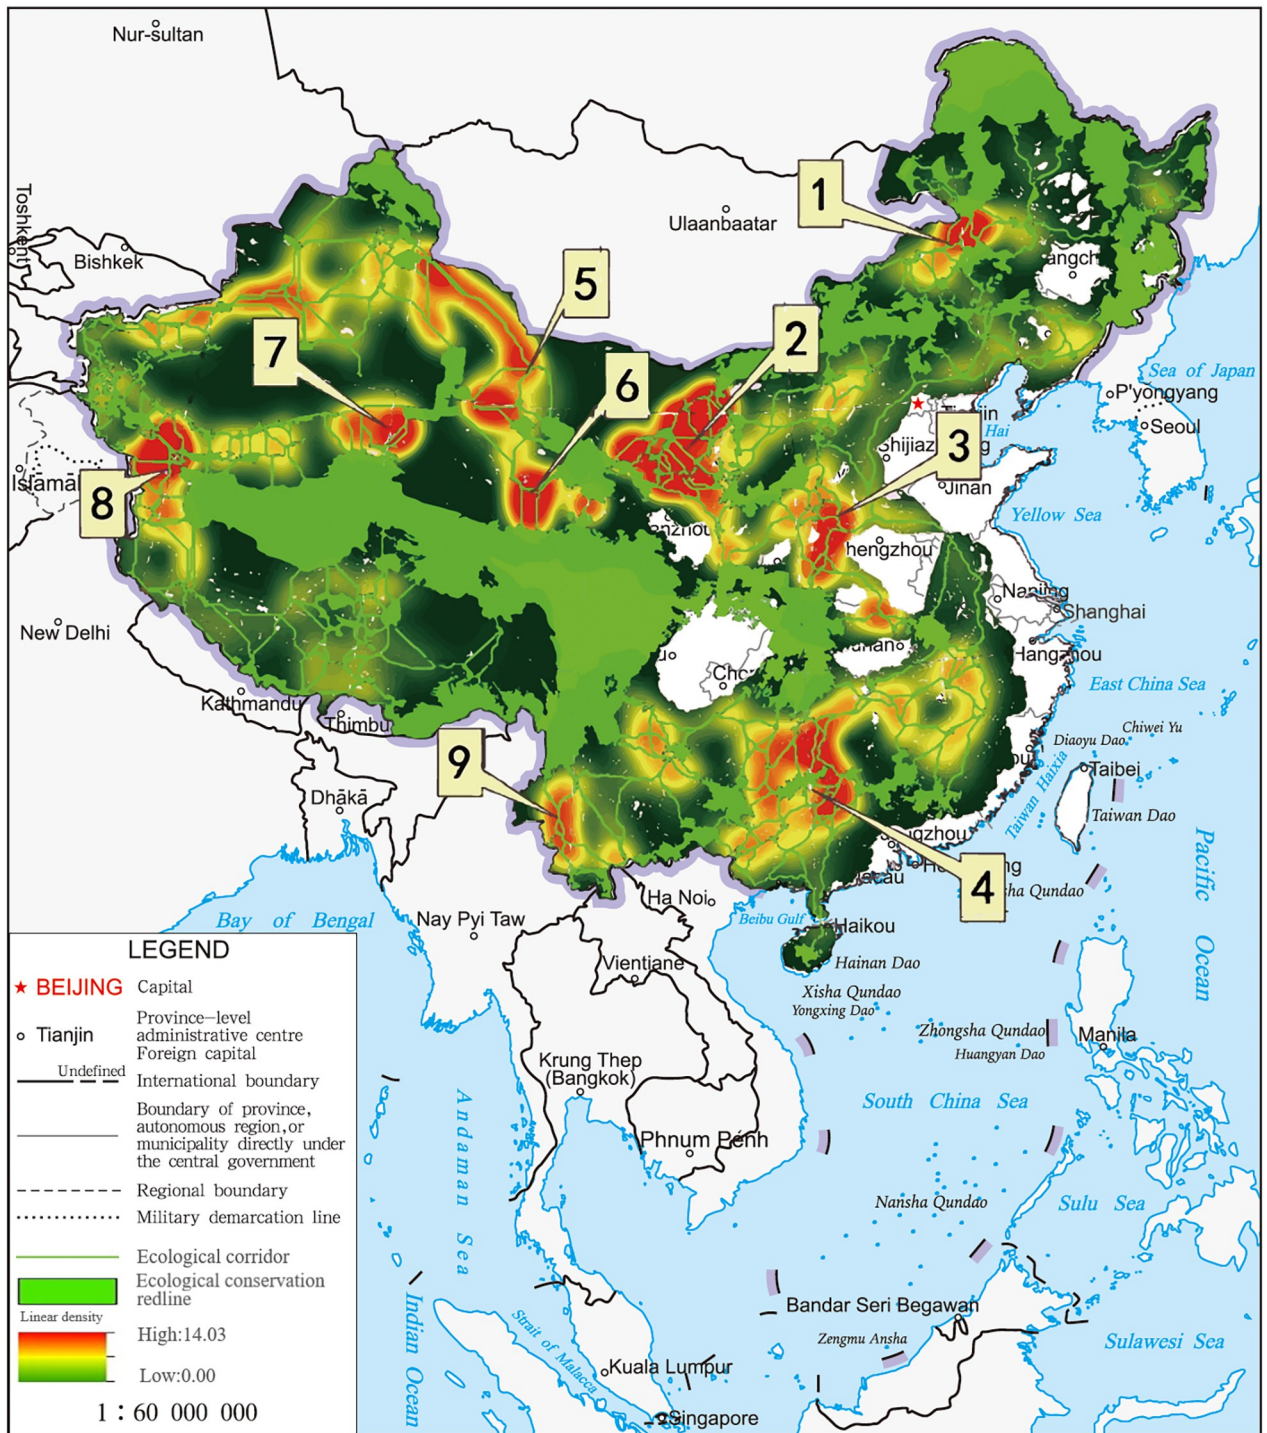 Nur-sultan
Toshkent
Bishkek
Ulaanbaatar
1
5
7
2
6
Sea of Japan
P'yongyang
Seoul
Tianjin
Hai
3
8
Jinan
Yellow Sea
New Delhi
Nanjing
Shanghai
Hangzhou
East China Sea
Kathmandu
Thimbu
Chiwei Yu
Diaoyu Dao
9
Taiwan Haixia
Taibei
Taiwan Dao
Dhākā
4
Pacific Ocean
Ha Noi
Beibu Gulf
Haikou
Bay of Bengal
Nay Pyi Taw
Hainan Dao
Vientiane
Xisha Qundao
Yongxing Dao
Zhongsha Qundao
Huangyan Dao
Manila
Krung Thep
(Bangkok)
South China Sea
Andaman Sea
Phnum Pénh
Nansha Qundao
Sulu Sea
Bandar Seri Begawan
Zengmu Ansha
Sulawesi Sea
Indian Ocean
Strait of Malacca
Kuala Lumpur
Singapore
LEGEND
BEIJING Capital
Tianjin
Province—level
administrative centre
Foreign capital
Undefined
International boundary
Boundary of province,
autonomous region,or
municipality directly under
the central government
Regional boundary
Military demarcation line
Ecological corridor
Ecological conservation
redline
Linear density
High:14.03
Low:0.00
1 : 60 000 000